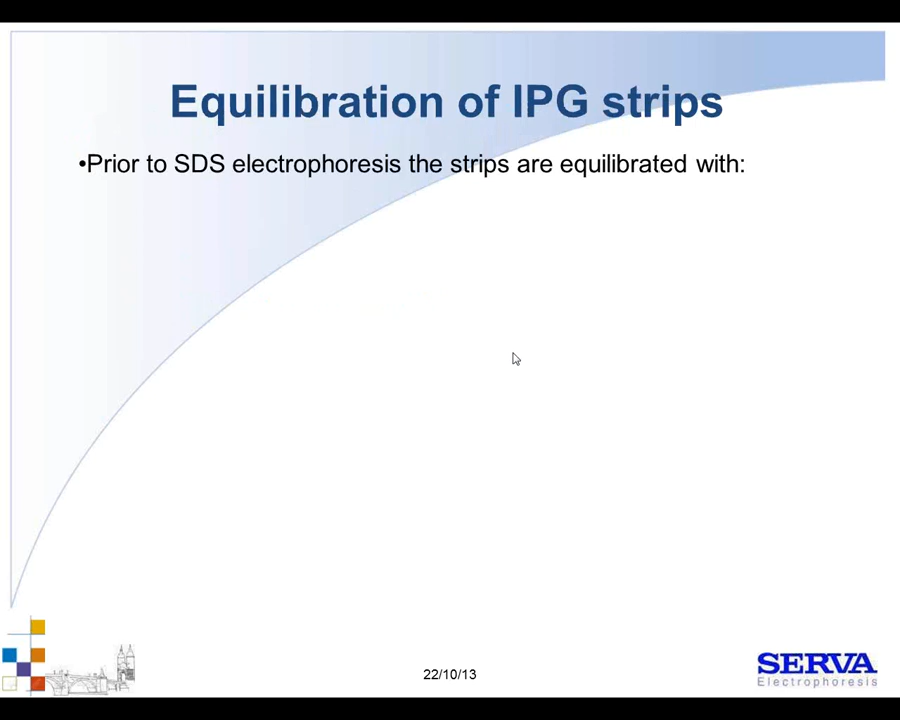 Equilibration of IPG strips
•Prior to SDS electrophoresis the strips are equilibrated with:
22/10/13
SERVA
Electrophoresis